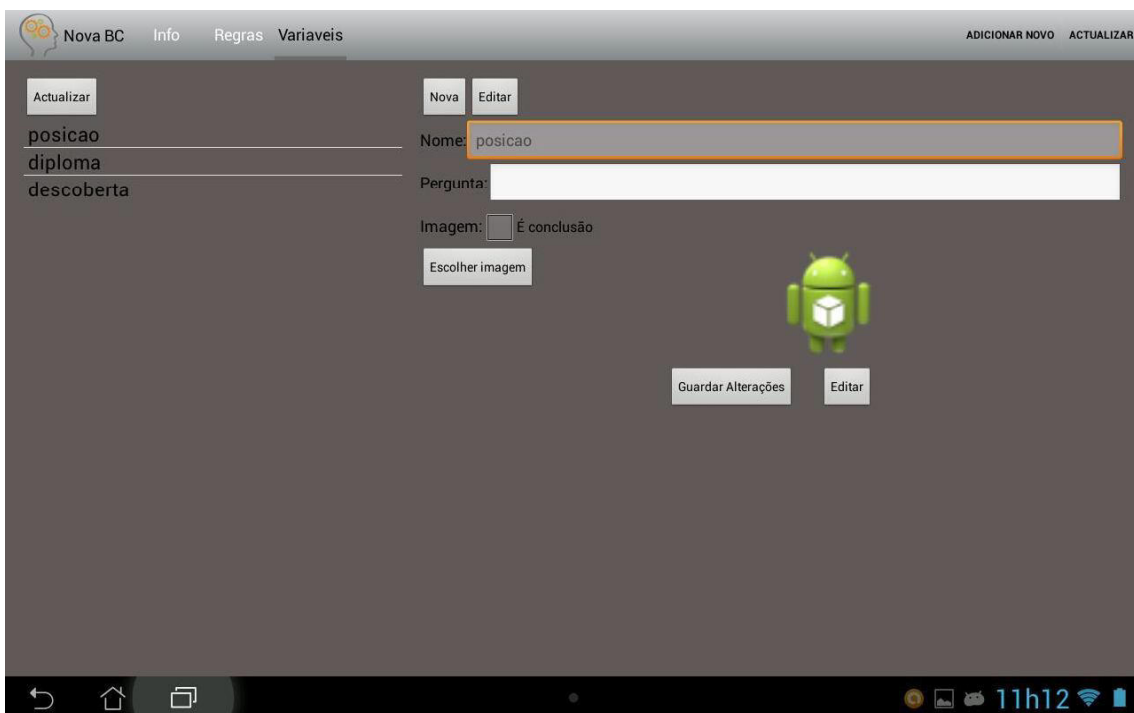 Nova BC Info Regras Variaveis ADICIONAR NOVO ACTUALIZAR
Actualizar
posicao
diploma
descoberta
Nova Editar
Nome: posicao
Pergunta:
Imagem: É conclusão
Escolher imagem
Guardar Alterações Editar
11h12